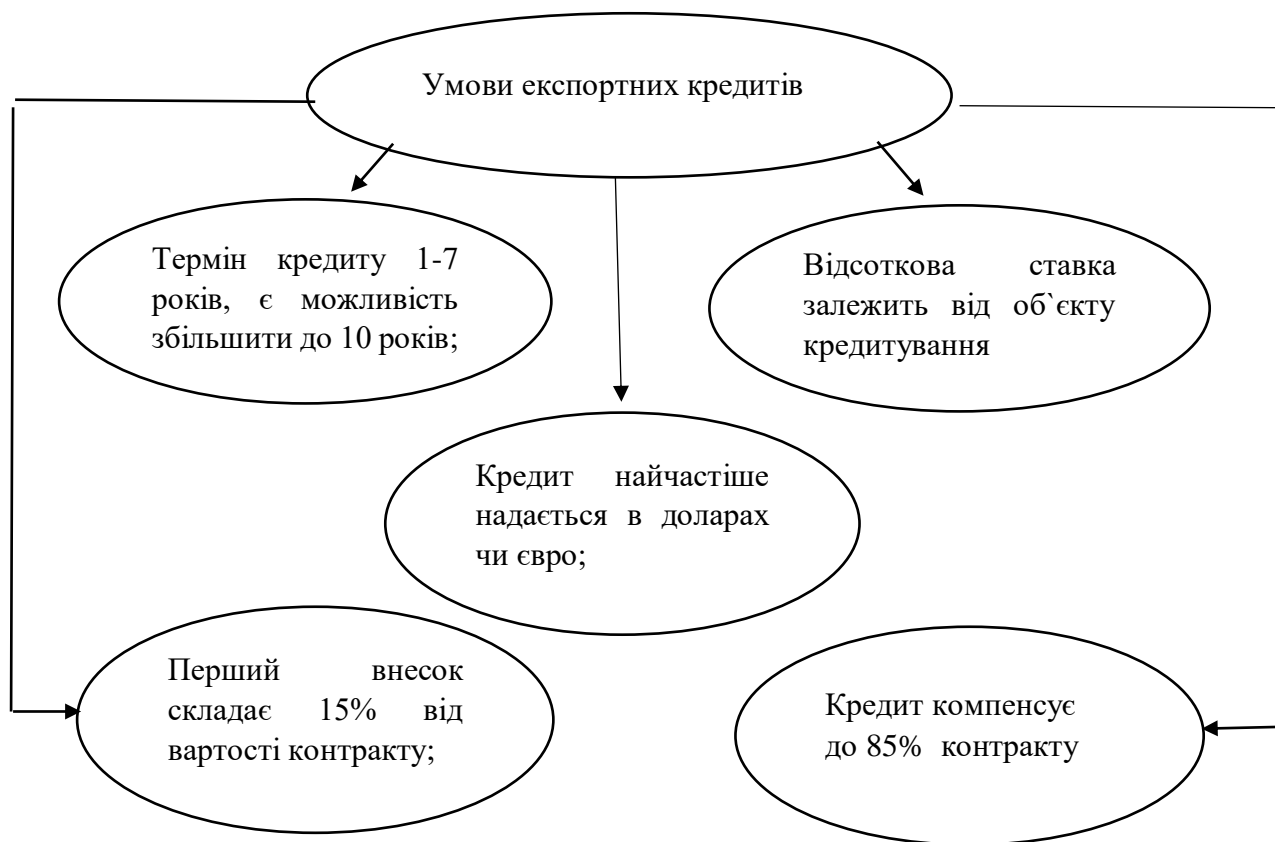 Умови експортних кредитів
Термін кредиту 1-7
років, є можливість
збільшити до 10 років;
Відсоткова ставка
залежить від об`єкту
кредитування
Кредит найчастіше
надається в доларах
чи євро;
Перший внесок
складає 15% від
вартості контракту;
Кредит компенсує
до 85% контракту